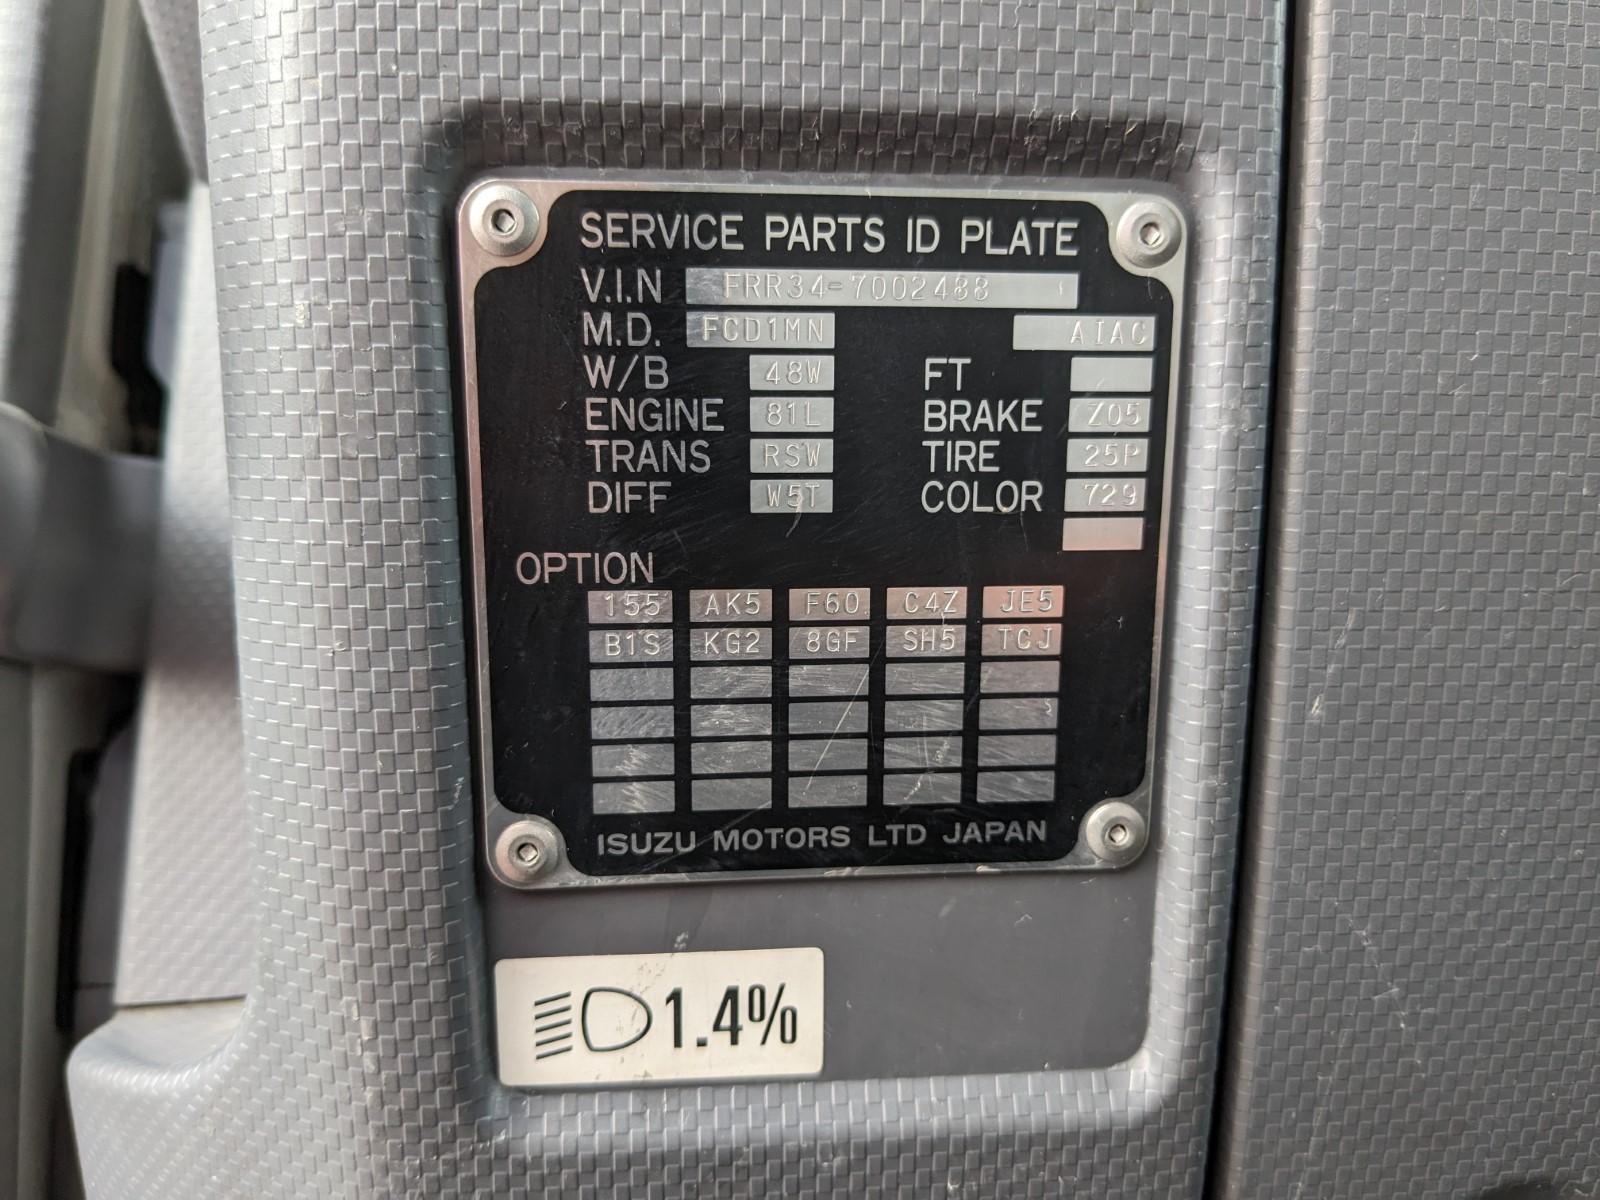 SERVICE PARTS ID PLATE
V.I.N FRR34-7002488
M.D. FCD1MN AIAC
W/B 48W FT
ENGINE 81L BRAKE Z05
TRANS RSW TIRE 25P
DIFF W5T COLOR 729
OPTION
155 AK5 F60 C4Z JE5
B1S KG2 8GF SH5 TCJ
ISUZU MOTORS LTD JAPAN
1.4%